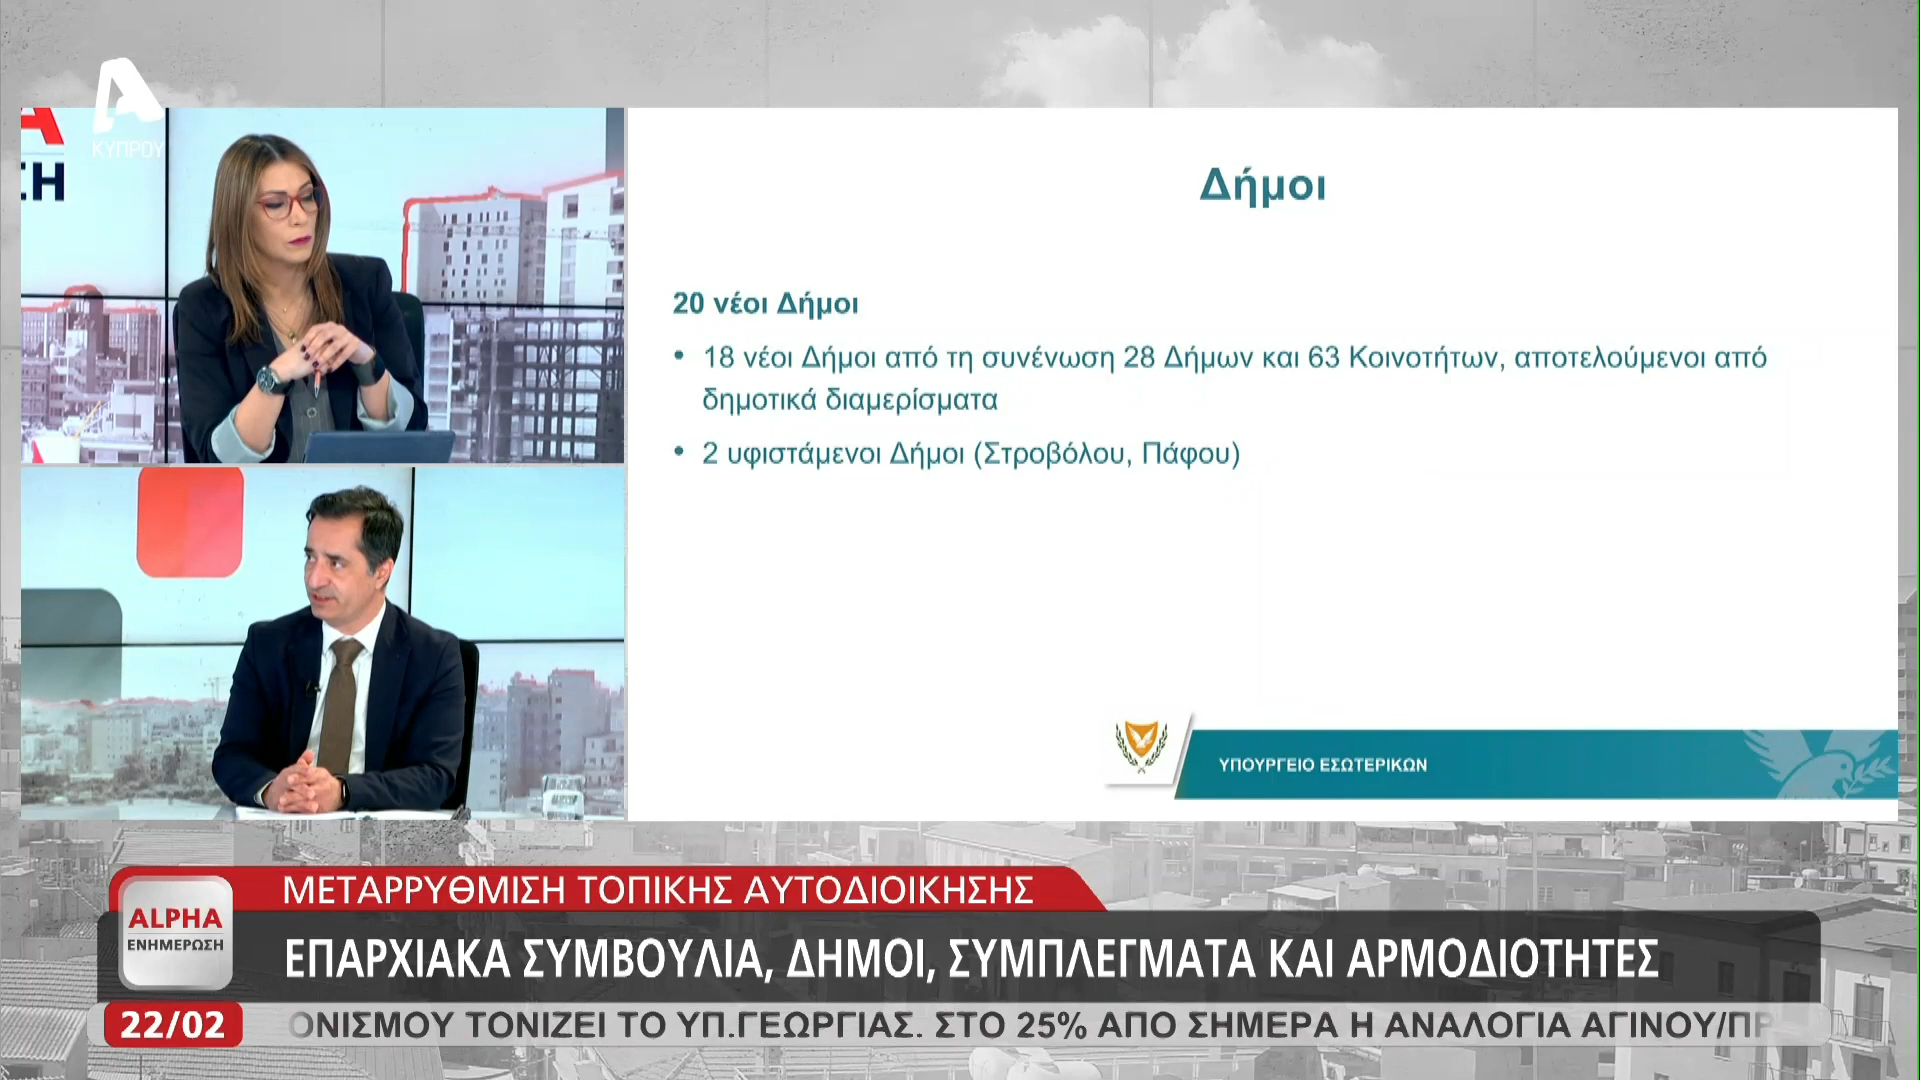 ΚΥΠΡΟΥ
ΣΗ
Δήμοι
20 νέοι Δήμοι
• 18 νέοι Δήμοι από τη συνένωση 28 Δήμων και 63 Κοινοτήτων, αποτελούμενοι από
δημοτικά διαμερίσματα
• 2 υφιστάμενοι Δήμοι (Στροβόλου, Πάφου)
ΥΠΟΥΡΓΕΙΟ ΕΣΩΤΕΡΙΚΩΝ
ΜΕΤΑΡΡΥΘΜΙΣΗ ΤΟΠΙΚΗΣ ΑΥΤΟΔΙΟΙΚΗΣΗΣ
ALPHA
ΕΝΗΜΕΡΩΣΗ
ΕΠΑΡΧΙΑΚΑ ΣΥΜΒΟΥΛΙΑ, ΔΗΜΟΙ, ΣΥΜΠΛΕΓΜΑΤΑ ΚΑΙ ΑΡΜΟΔΙΟΤΗΤΕΣ
22/02
ΟΝΙΣΜΟΥ ΤΟΝΙΖΕΙ ΤΟ ΥΠ.ΓΕΩΡΓΙΑΣ. ΣΤΟ 25% ΑΠΟ ΣΗΜΕΡΑ Η ΑΝΑΛΟΓΙΑ ΑΓΙΝΟΥ/ΠΡ